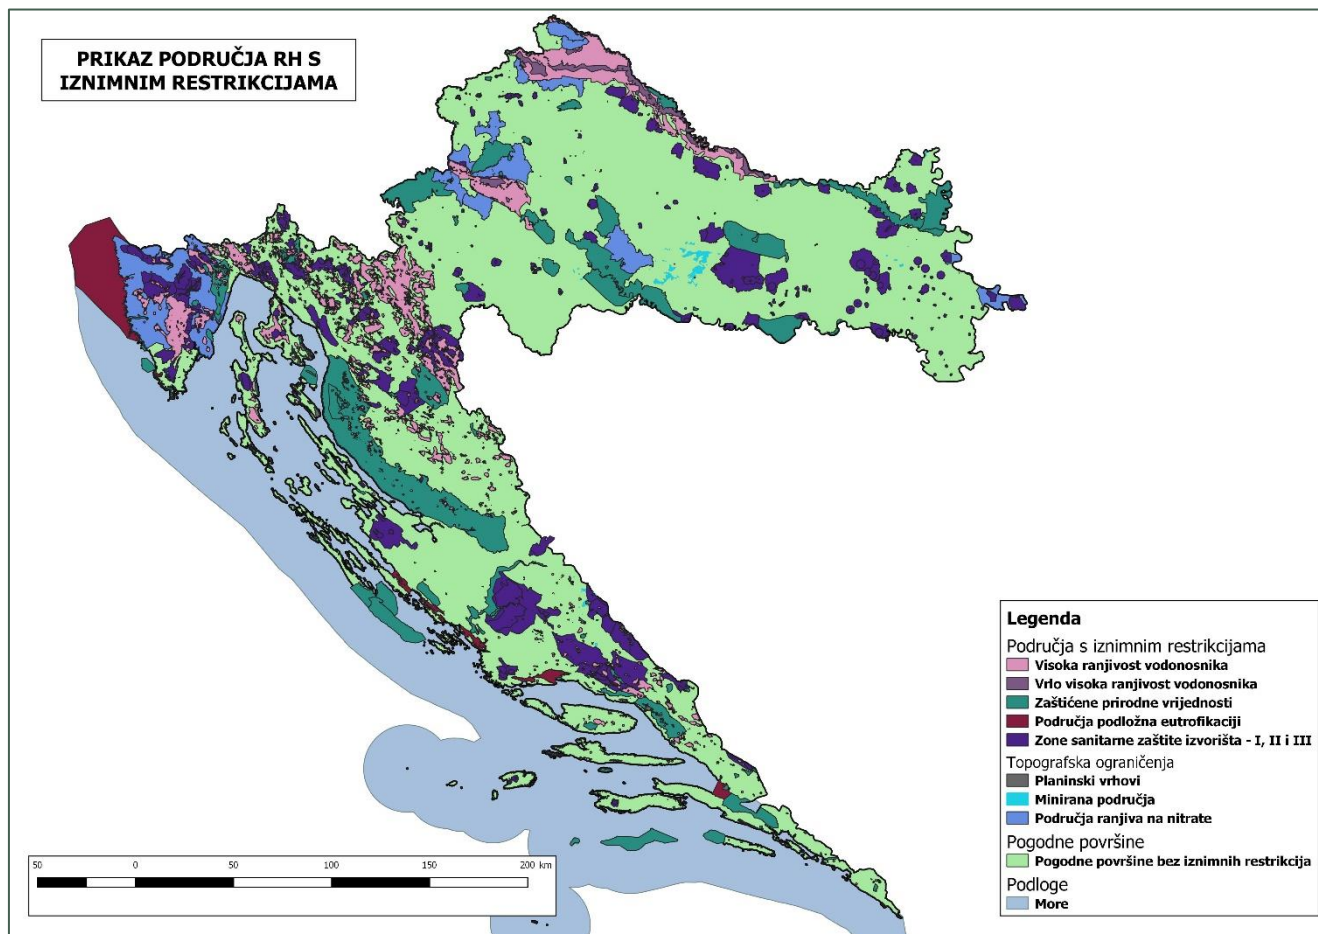 PRIKAZ PODRUČJA RH S
IZNIMNIM RESTRIKCIJAMA
Legenda
Područja s iznimnim restrikcijama
Visoka ranjivost vodonosnika
Vrlo visoka ranjivost vodonosnika
Zaštićene prirodne vrijednosti
Područja podložna eutrofikaciji
Zone sanitarne zaštite izvorišta - I, II i III
Topografska ograničenja
Planinski vrhovi
Minirana područja
Područja ranjiva na nitrate
Pogodne površine
Pogodne površine bez iznimnih restrikcija
Podloge
More
50 0 50 100 150 200 km